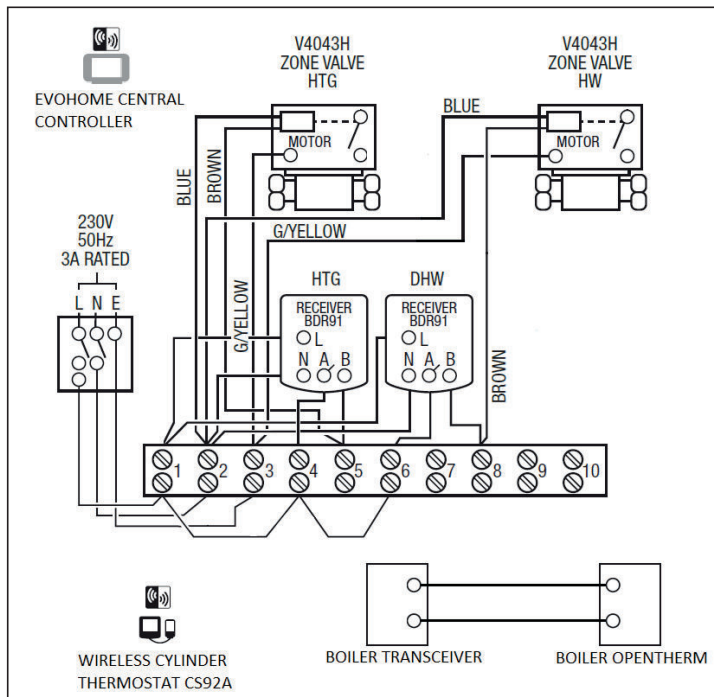 V4043H
ZONE VALVE
HTG
V4043H
ZONE VALVE
HW
EVOHOME CENTRAL
CONTROLLER
BLUE
MOTOR
MOTOR
BLUE
BROWN
G/YELLOW
230V
50Hz
3A RATED
L N E
G/YELLOW
HTG
DHW
RECEIVER
BDR91
L
N A B
RECEIVER
BDR91
L
N A B
BROWN
1 2 3 4 5 6 7 8 9 10
WIRELESS CYLINDER
THERMOSTAT CS92A
BOILER TRANSCEIVER
BOILER OPENTHERM